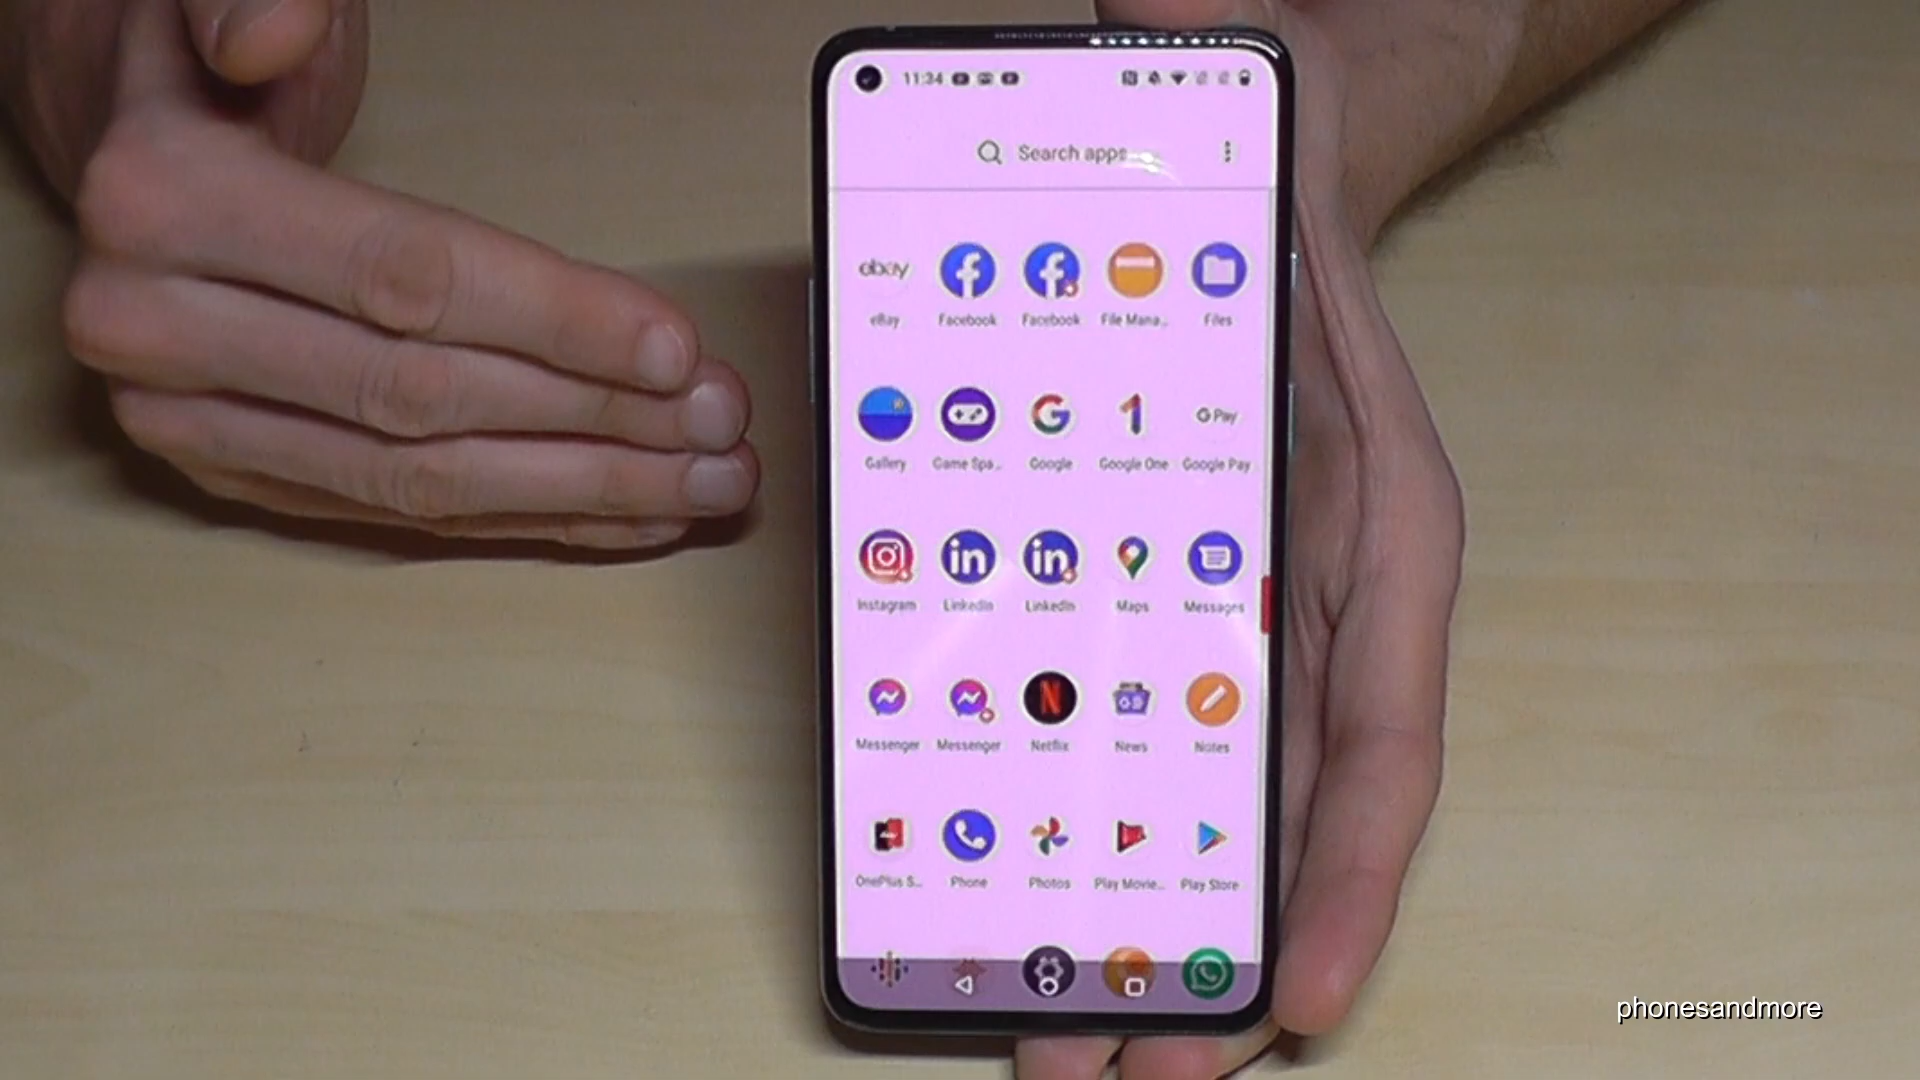 11:34
Search apps
ebay
eBay Facebook Facebook File Mana... Files
G Pay
Gallery Game Spa... Google Google One Google Pay
in in
Instagram LinkedIn LinkedIn Maps Messages
N
Messenger Messenger Netflix News Notes
OnePlus S... Phone Photos Play Movie... Play Store
phonesandmore